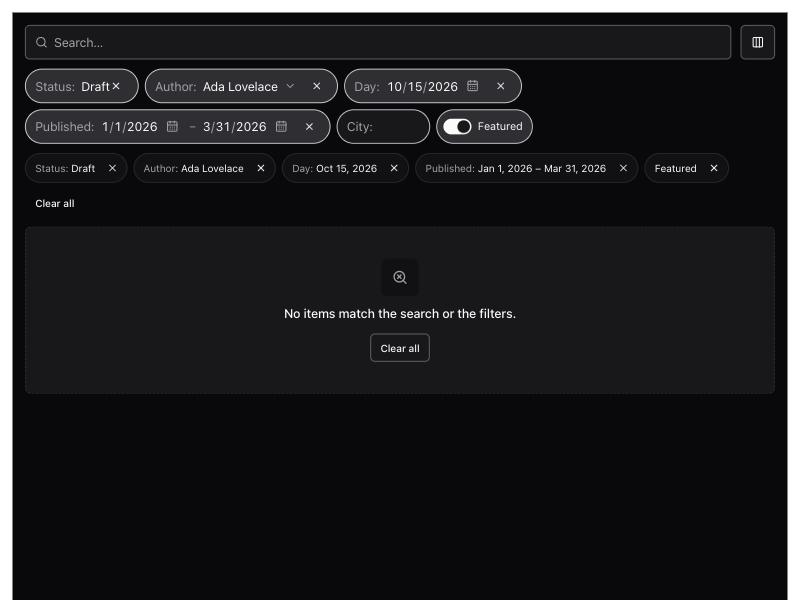 Search...
Status: Draft Author: Ada Lovelace Day: 10/15/2026
Published: 1/1/2026 – 3/31/2026 City: Featured
Status: Draft Author: Ada Lovelace Day: Oct 15, 2026 Published: Jan 1, 2026 – Mar 31, 2026 Featured
Clear all
No items match the search or the filters.
Clear all